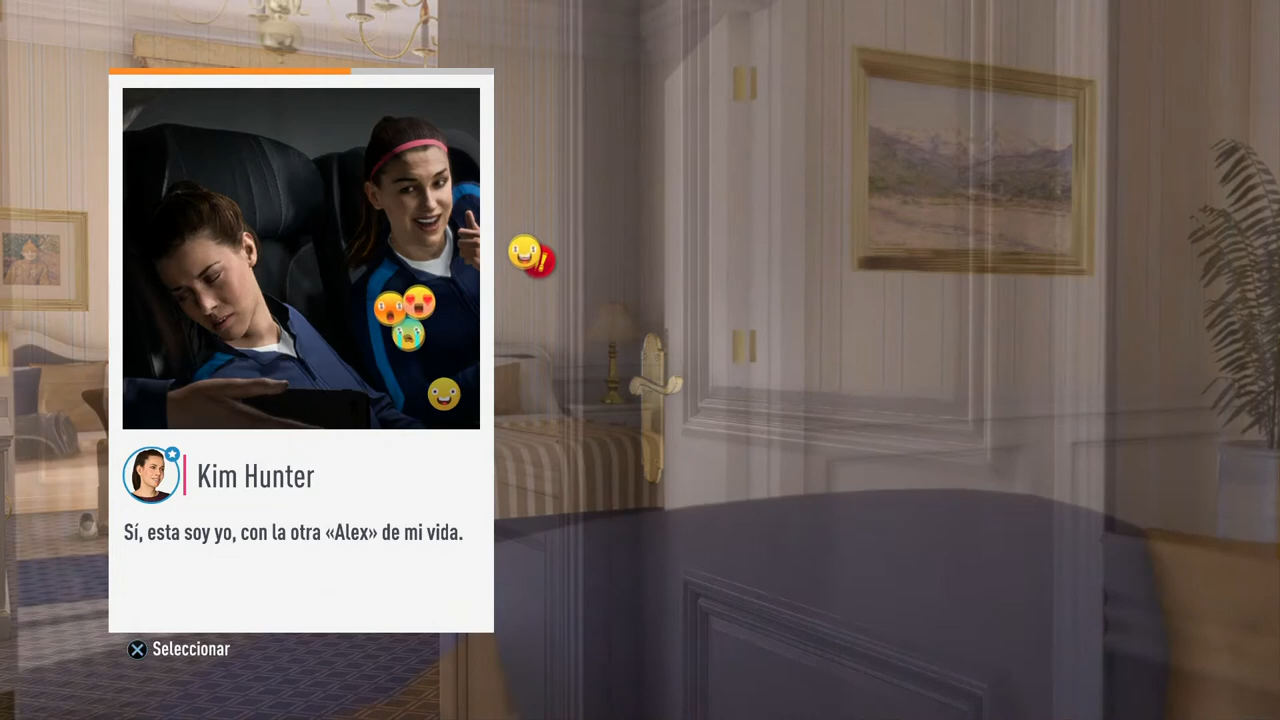 Kim Hunter
Sí, esta soy yo, con la otra «Alex» de mi vida.
Seleccionar